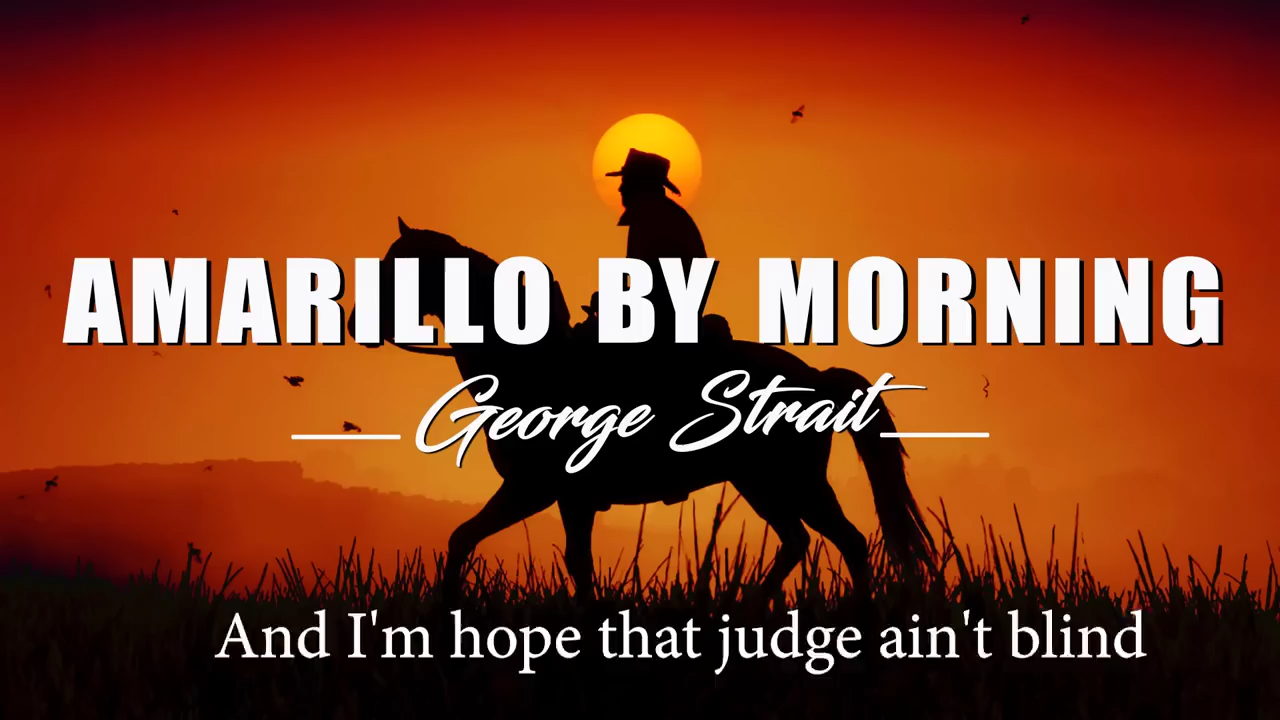 AMARILLO BY MORNING
George Strait
And I'm hope that judge ain't blind